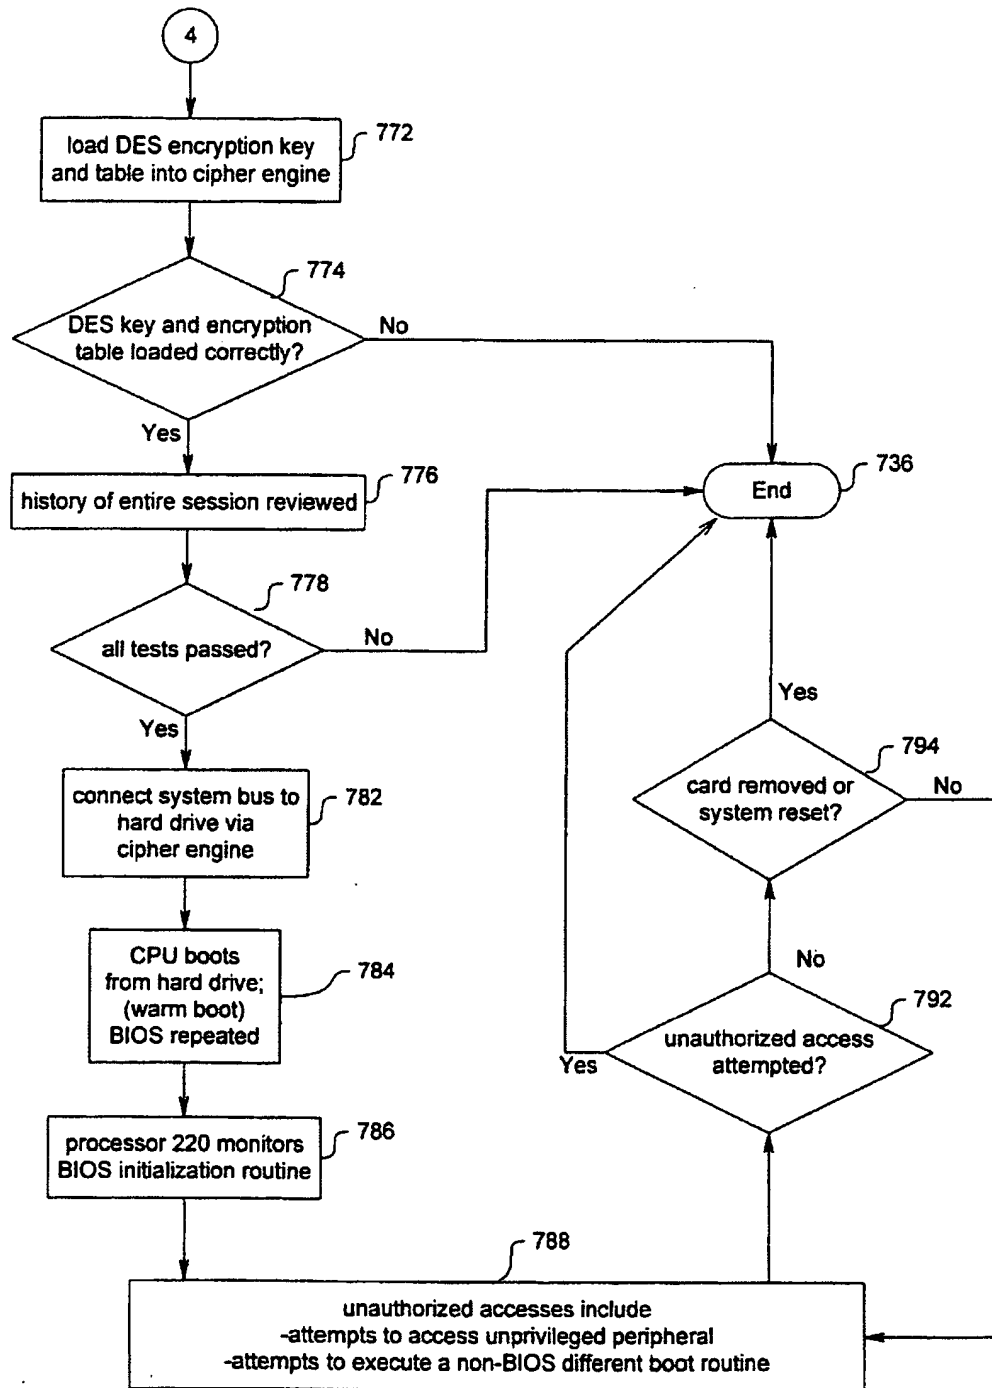 4
load DES encryption key
and table into cipher engine
772
774
DES key and encryption
table loaded correctly?
No
Yes
776
history of entire session reviewed
736
End
778
all tests passed?
No
Yes
782
connect system bus to
hard drive via
cipher engine
CPU boots
from hard drive;
(warm boot)
BIOS repeated
784
processor 220 monitors
BIOS initialization routine
786
788
unauthorized accesses include
-attempts to access unprivileged peripheral
-attempts to execute a non-BIOS different boot routine
792
unauthorized access
attempted?
Yes
No
794
card removed or
system reset?
No
Yes